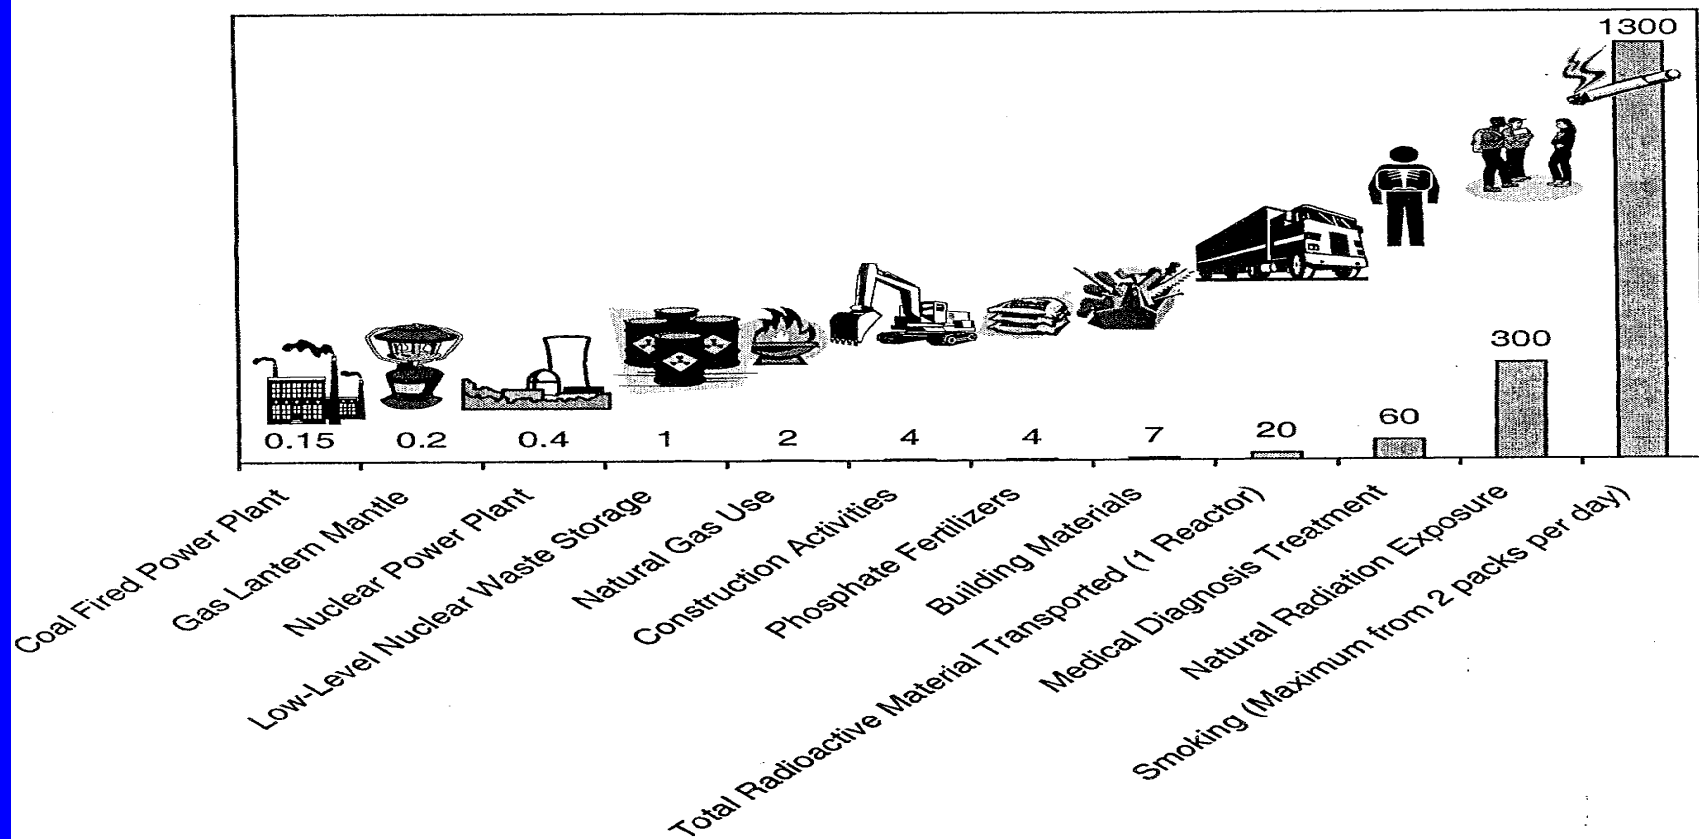 1300
300
60
20
7
4
4
2
1
0.4
0.2
0.15
Coal Fired Power Plant
Gas Lantern Mantle
Nuclear Power Plant
Low-Level Nuclear Waste Storage
Natural Gas Use
Construction Activities
Phosphate Fertilizers
Building Materials
Total Radioactive Material Transported (1 Reactor)
Medical Diagnosis Treatment
Natural Radiation Exposure
Smoking (Maximum from 2 packs per day)